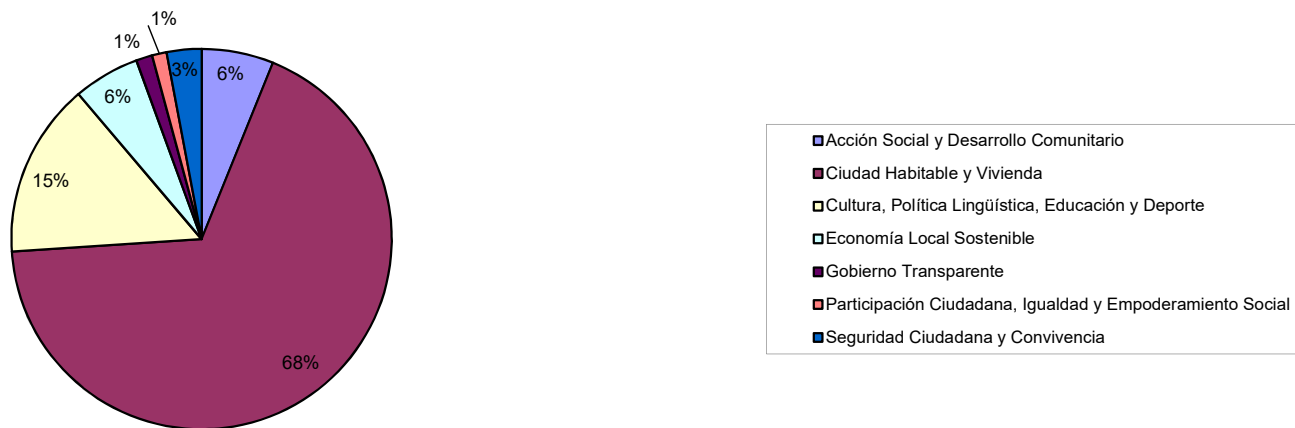 1%
1%
3%
6%
6%
15%
68%
Acción Social y Desarrollo Comunitario
Ciudad Habitable y Vivienda
Cultura, Política Lingüística, Educación y Deporte
Economía Local Sostenible
Gobierno Transparente
Participación Ciudadana, Igualdad y Empoderamiento Social
Seguridad Ciudadana y Convivencia